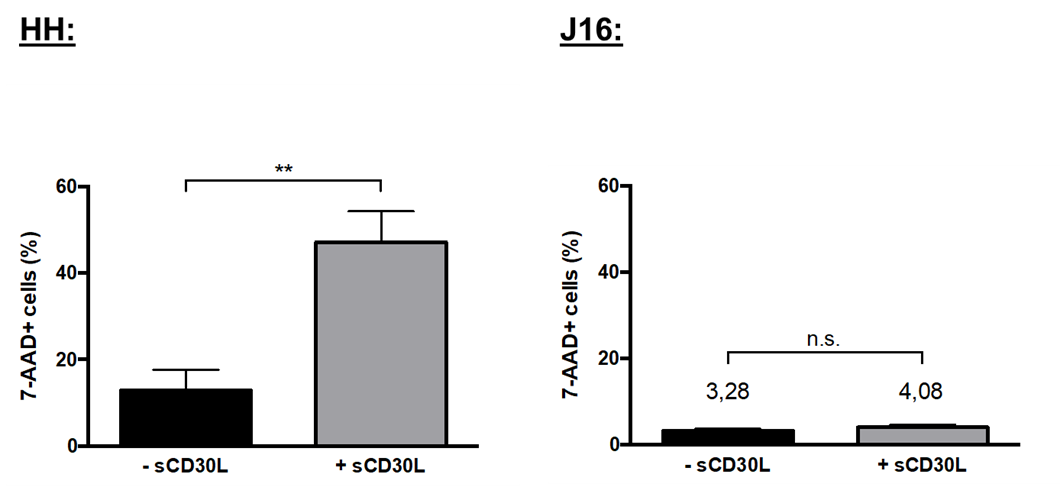 HH:
**
60
40
20
0
7-AAD+ cells (%)
- sCD30L
+ sCD30L
J16:
60
40
20
0
7-AAD+ cells (%)
n.s.
3,28
4,08
- sCD30L
+ sCD30L